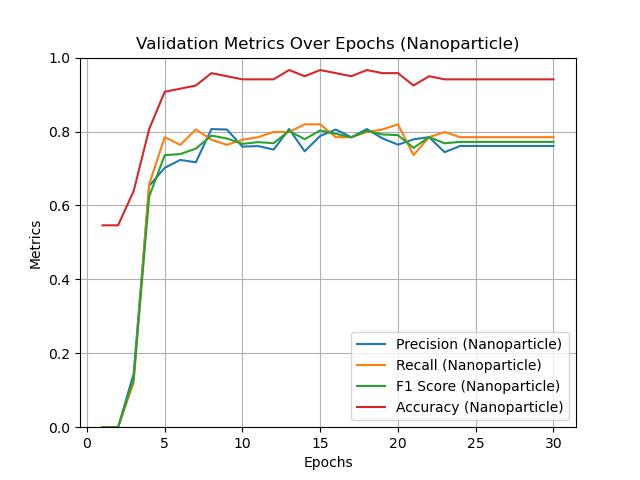 Validation Metrics Over Epochs (Nanoparticle)
1.0
0.8
0.6
0.4
0.2
0.0
Metrics
0 5 10 15 20 25 30
Epochs
Precision (Nanoparticle)
Recall (Nanoparticle)
F1 Score (Nanoparticle)
Accuracy (Nanoparticle)